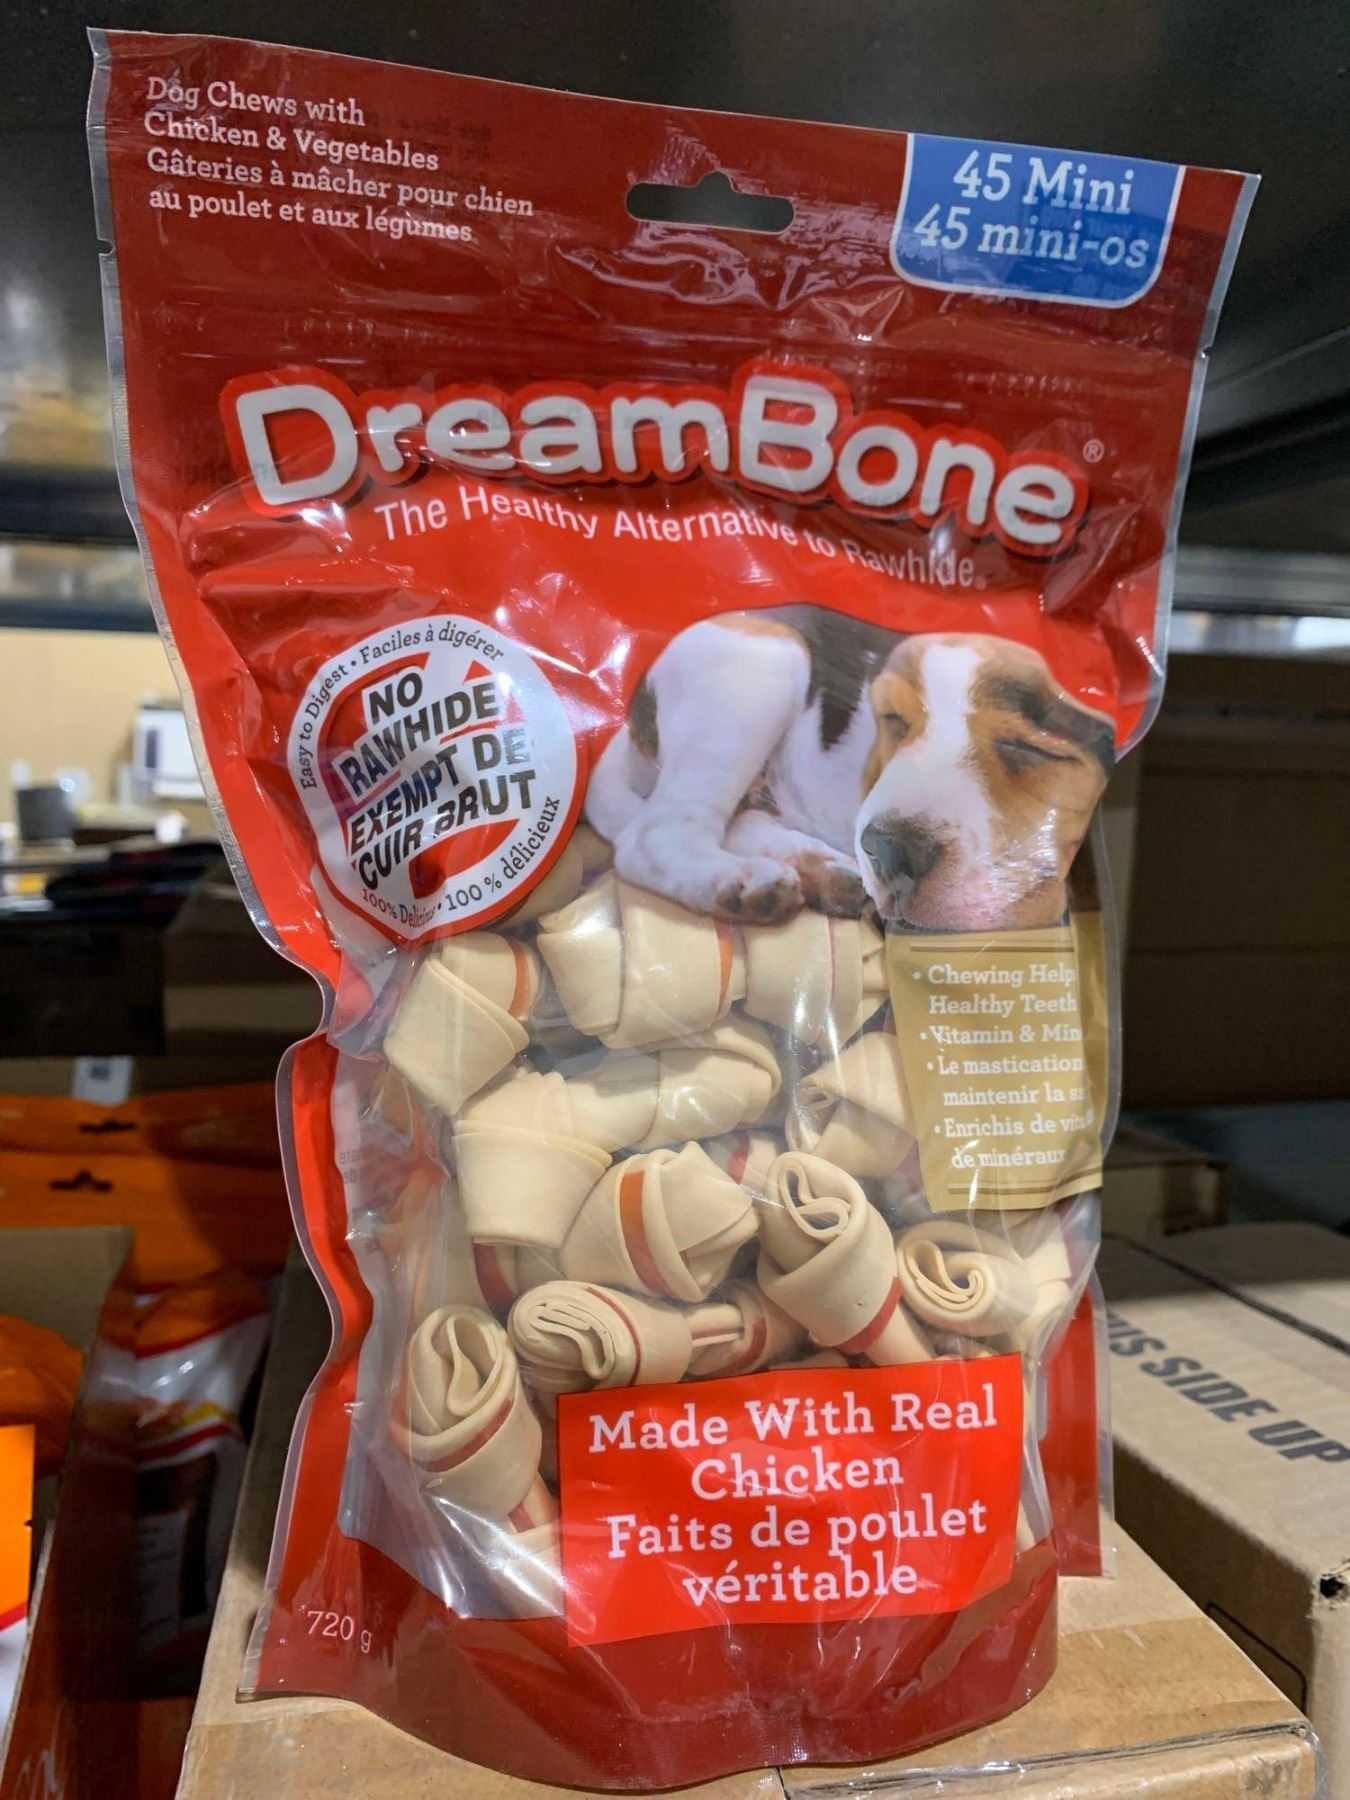 Dog Chews with
Chicken & Vegetables
Gâteries à mâcher pour chien
au poulet et aux légumes
45 Mini
45 mini-os
DreamBone®
The Healthy Alternative to Rawhide
Easy to Digest • Faciles à digérer
NO
RAWHIDE
EXEMPT DE
CUIR BRUT
100% Delicious • 100 % délicieux
• Chewing Help
Healthy Teeth
• Vitamin & Min
• Le mastication
maintenir la
• Enrichis de
de minéraux
Made With Real
Chicken
Faits de poulet
véritable
720 g
SIDE UP